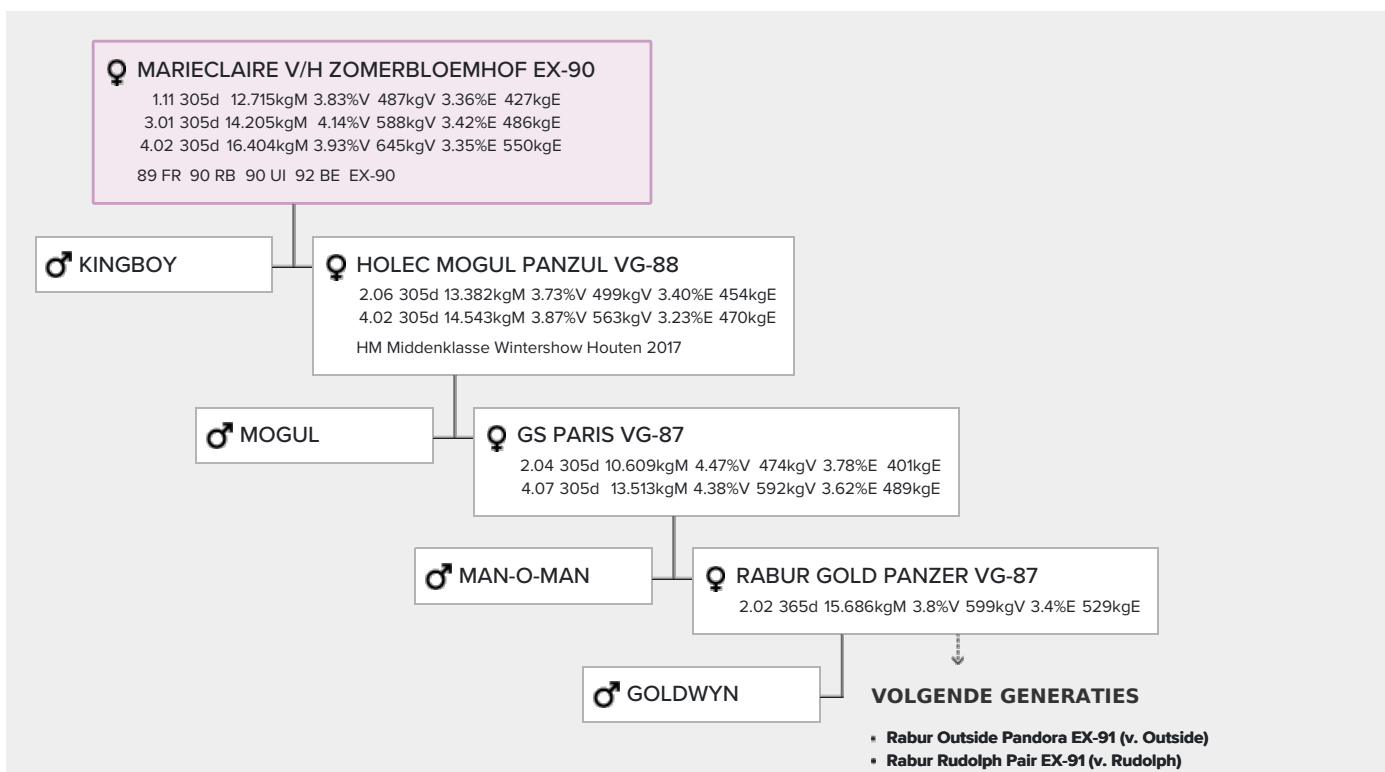 MARIECLAIRE V/H ZOMERBLOEMHOF EX-90
1.11 305d 12.715kgM 3.83%V 487kgV 3.36%E 427kgE
3.01 305d 14.205kgM 4.14%V 588kgV 3.42%E 486kgE
4.02 305d 16.404kgM 3.93%V 645kgV 3.35%E 550kgE
89 FR 90 RB 90 UI 92 BE EX-90
KINGBOY
HOLEC MOGUL PANZUL VG-88
2.06 305d 13.382kgM 3.73%V 499kgV 3.40%E 454kgE
4.02 305d 14.543kgM 3.87%V 563kgV 3.23%E 470kgE
HM Middenklasse Wintershow Houten 2017
MOGUL
GS PARIS VG-87
2.04 305d 10.609kgM 4.47%V 474kgV 3.78%E 401kgE
4.07 305d 13.513kgM 4.38%V 592kgV 3.62%E 489kgE
MAN-O-MAN
RABUR GOLD PANZER VG-87
2.02 365d 15.686kgM 3.8%V 599kgV 3.4%E 529kgE
GOLDWYN
VOLGENDE GENERATIES
Rabur Outside Pandora EX-91 (v. Outside)
Rabur Rudolph Pair EX-91 (v. Rudolph)